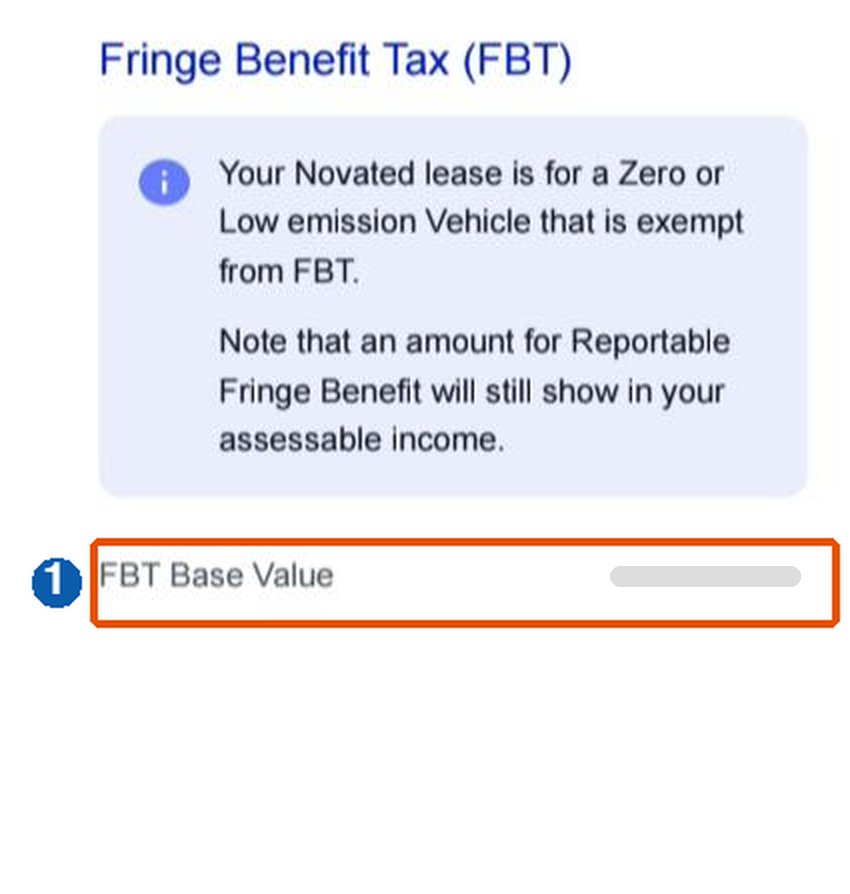 Fringe Benefit Tax (FBT)
i
Your Novated lease is for a Zero or
Low emission Vehicle that is exempt
from FBT.
Note that an amount for Reportable
Fringe Benefit will still show in your
assessable income.
1
FBT Base Value